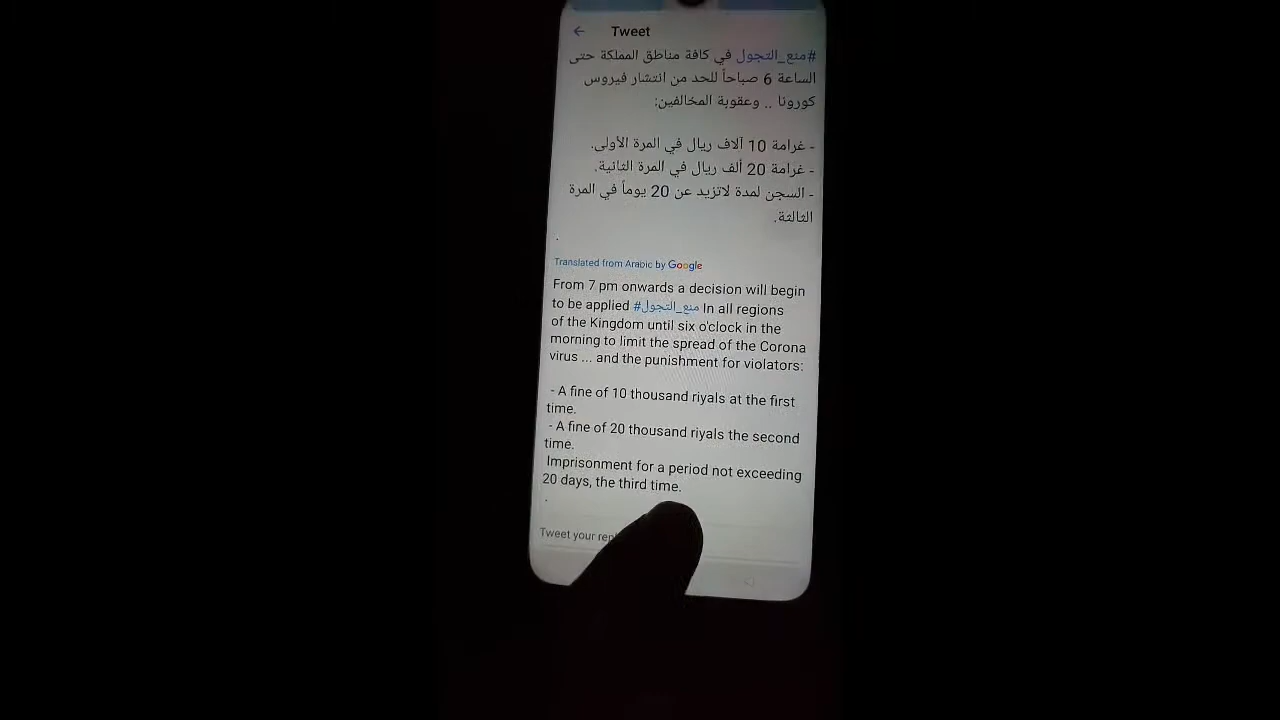 Tweet
#منع_التجول في كافة مناطق المملكة حتى
الساعة 6 صباحاً للحد من انتشار فيروس
كورونا .. وعقوبة المخالفين:
- غرامة 10 آلاف ريال في المرة الأولى.
- غرامة 20 ألف ريال في المرة الثانية.
- السجن لمدة لاتزيد عن 20 يوماً في المرة
الثالثة.
.
Translated from Arabic by Google
From 7 pm onwards a decision will begin
to be applied #منع_التجول In all regions
of the Kingdom until six o'clock in the
morning to limit the spread of the Corona
virus ... and the punishment for violators:
- A fine of 10 thousand riyals at the first
time.
- A fine of 20 thousand riyals the second
time.
Imprisonment for a period not exceeding
20 days, the third time.
.
Tweet your